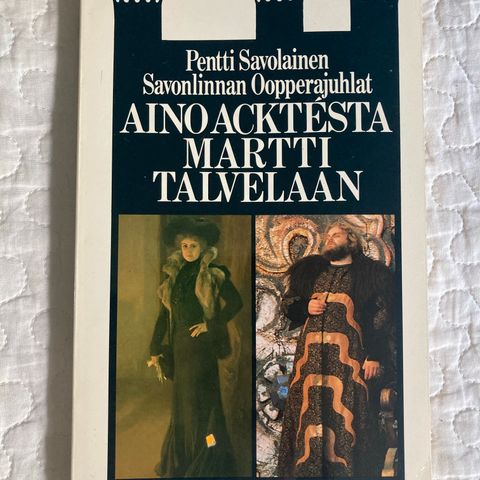 Pentti Savolainen
Savonlinnan Oopperajuhlat
AINO ACKTÉSTA
MARTTI
TALVELAAN